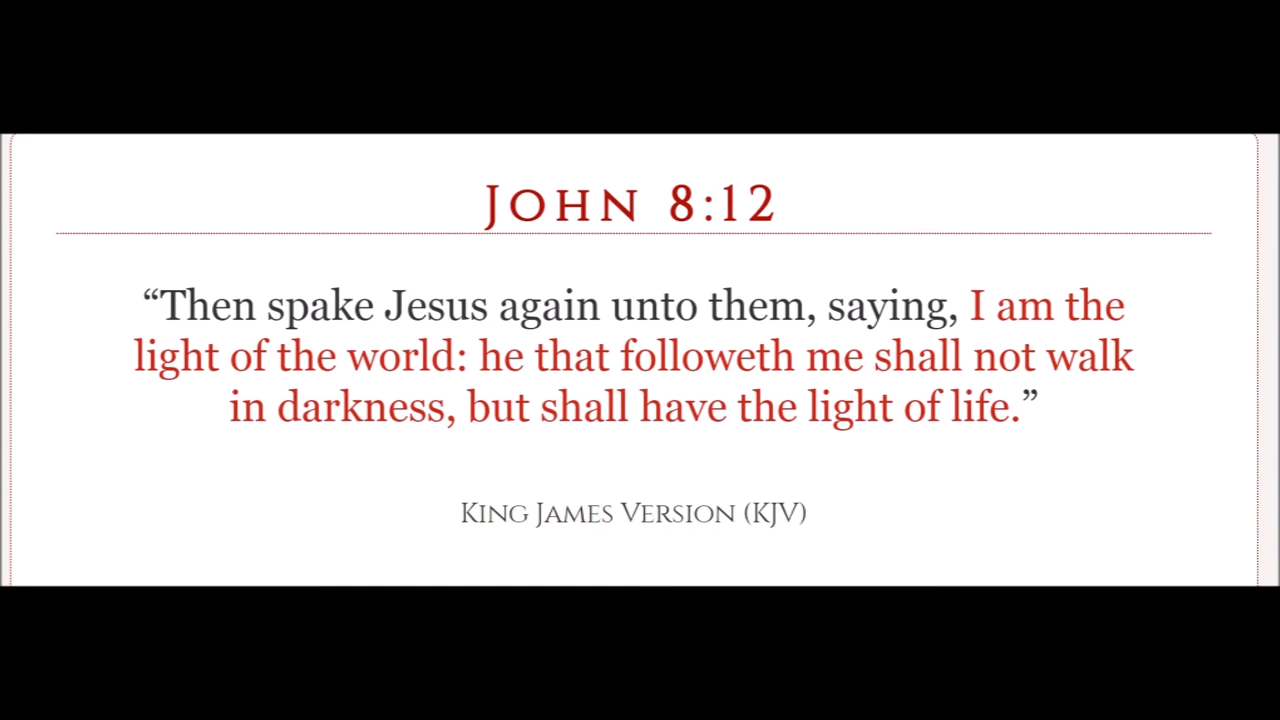 John 8:12
“Then spake Jesus again unto them, saying, I am the
light of the world: he that followeth me shall not walk
in darkness, but shall have the light of life.”
King James Version (KJV)